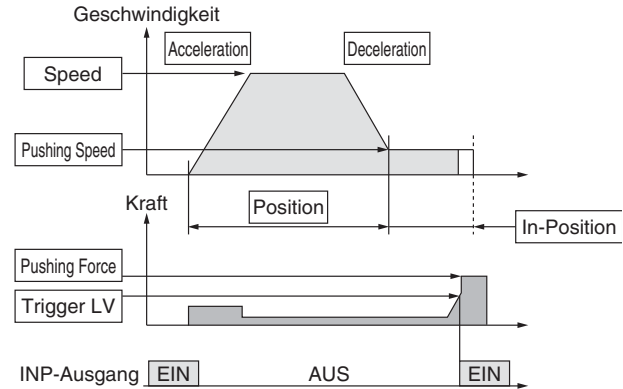 Geschwindigkeit
Acceleration
Deceleration
Speed
Pushing Speed
Kraft
Position
In-Position
Pushing Force
Trigger LV
INP-Ausgang
EIN
AUS
EIN